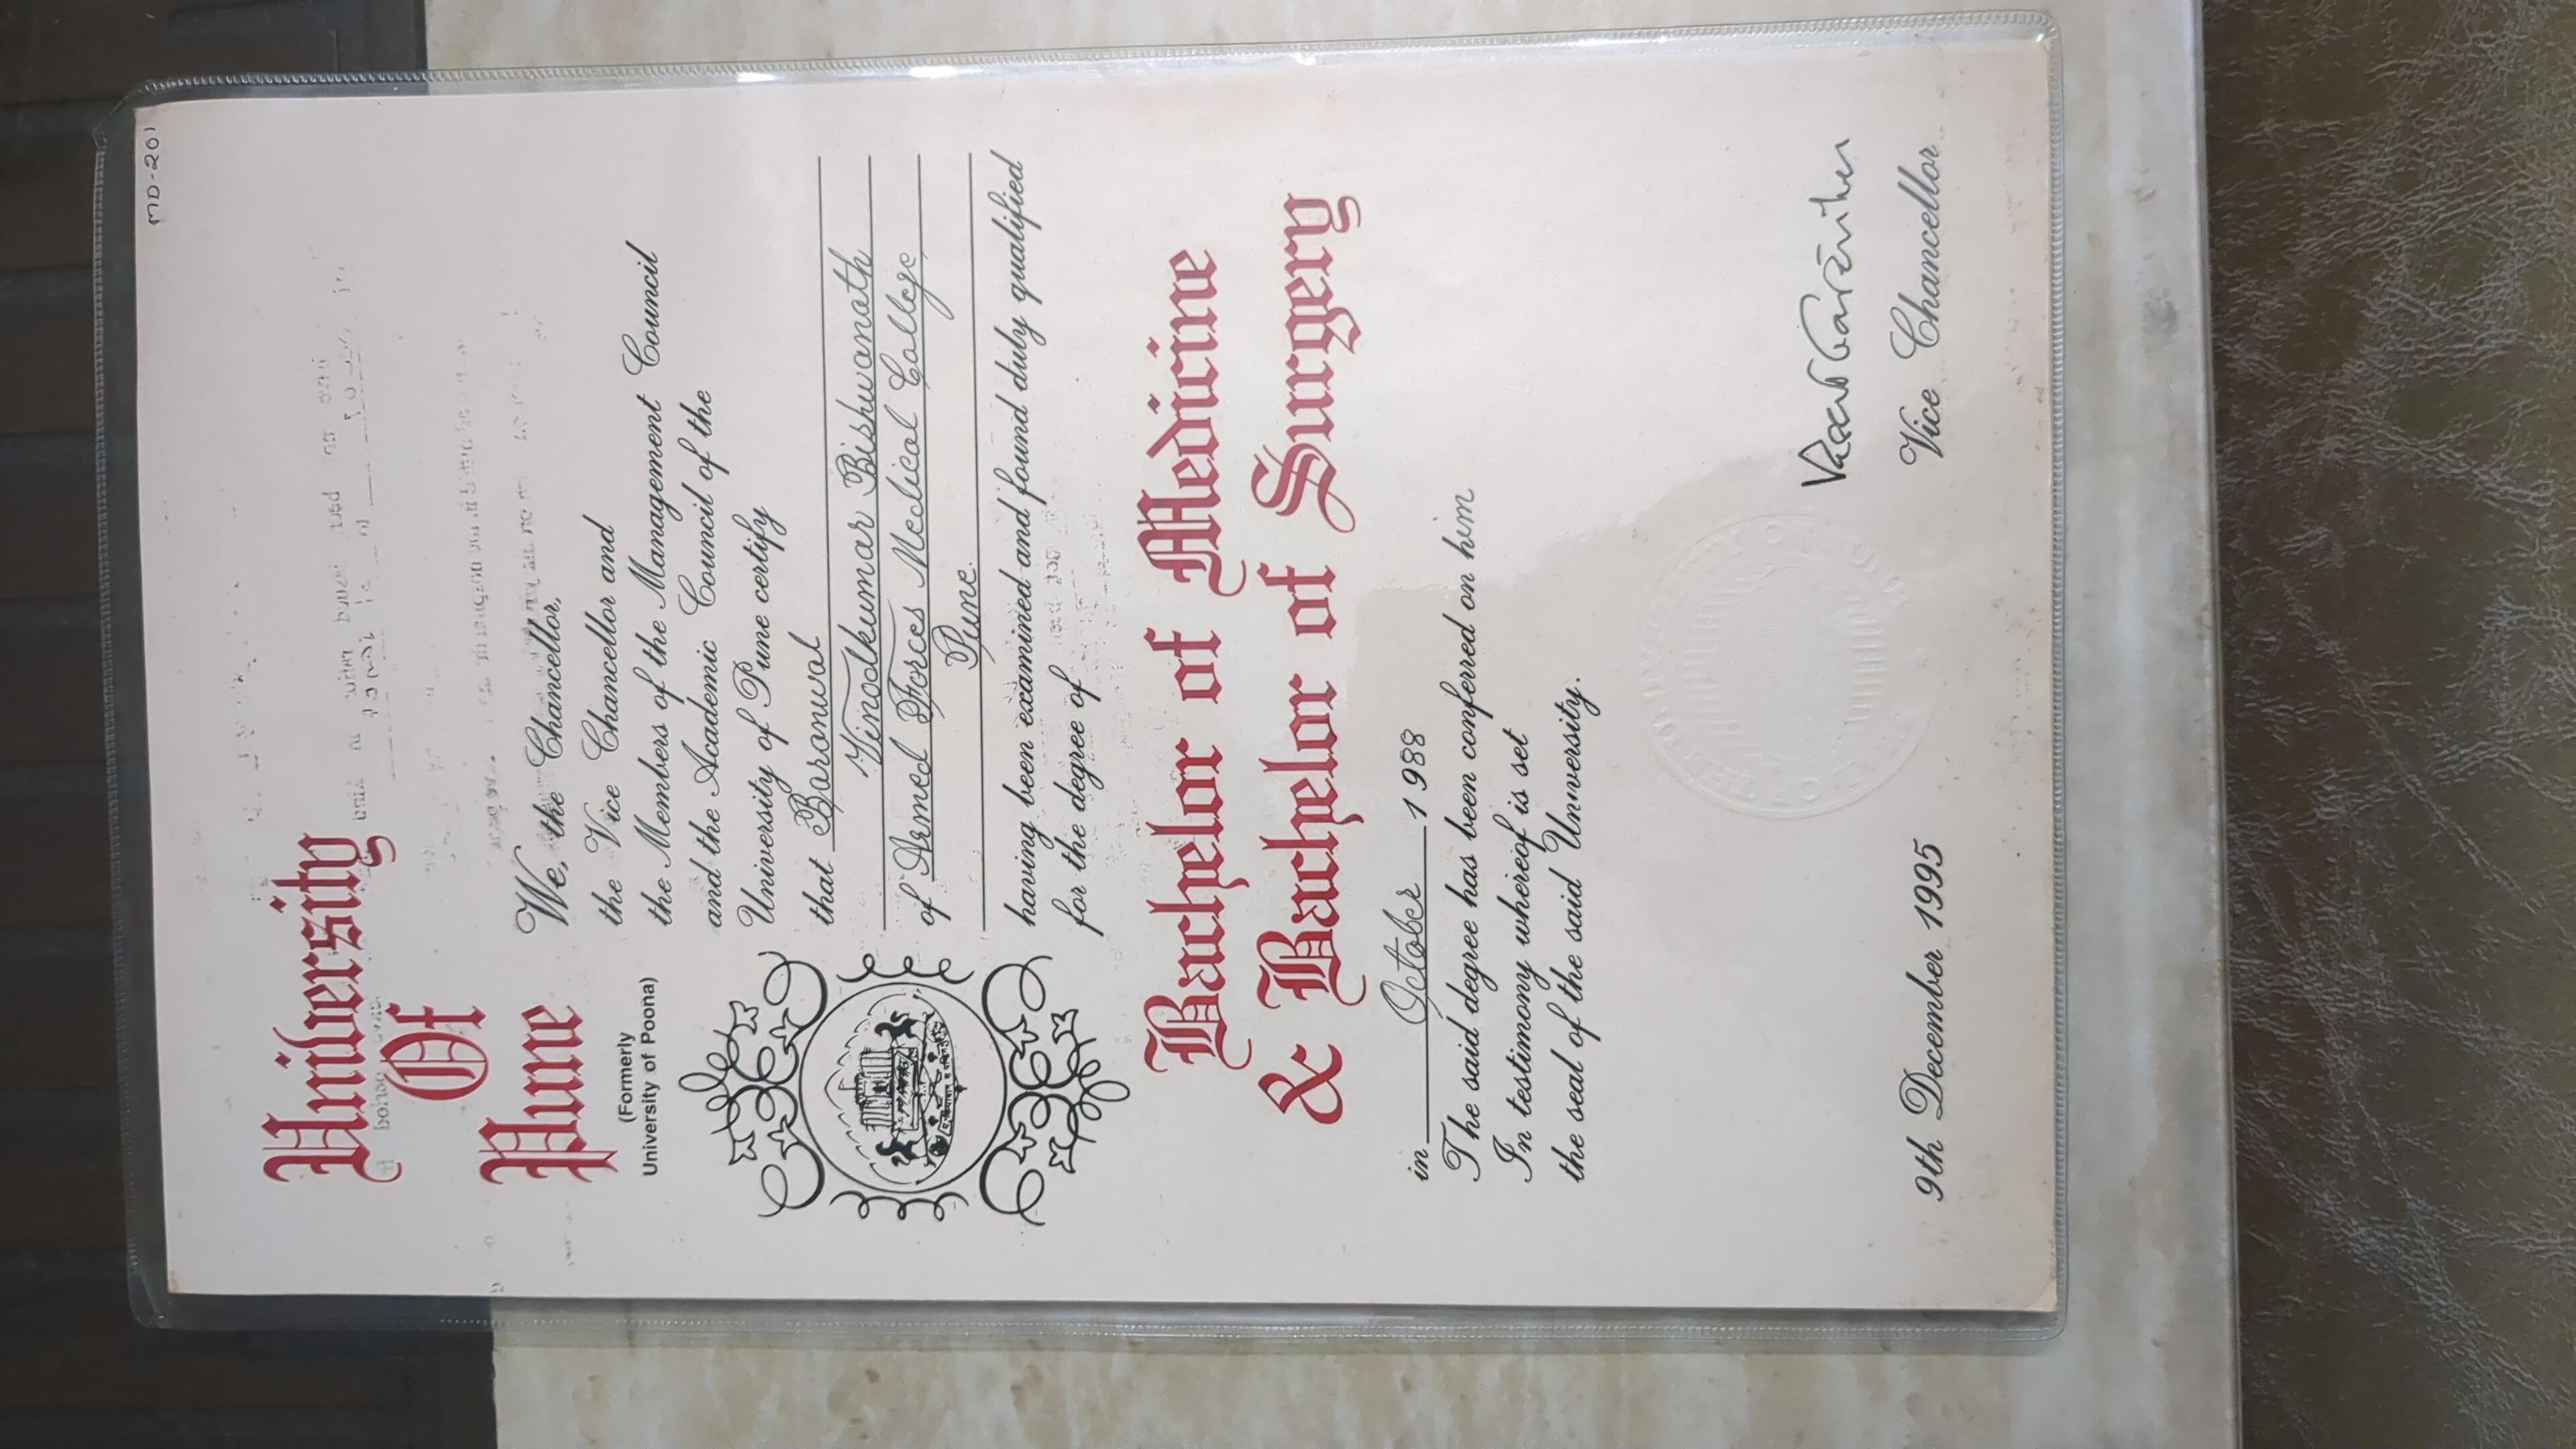 MD-201
University
Of
Pune
(Formerly
University of Poona)
We, the Chancellor,
the Vice Chancellor and
the Members of the Management Council
and the Academic Council of the
University of Pune certify
that Baranwal
Vinodkumar Bishwanath
of Armed Forces Medical College
Pune.
having been examined and found duly qualified
for the degree of
Bachelor of Medicine
& Bachelor of Surgery
in October 1988
The said degree has been conferred on him
In testimony whereof is set
the seal of the said University.
9th December 1995
Vice Chancellor